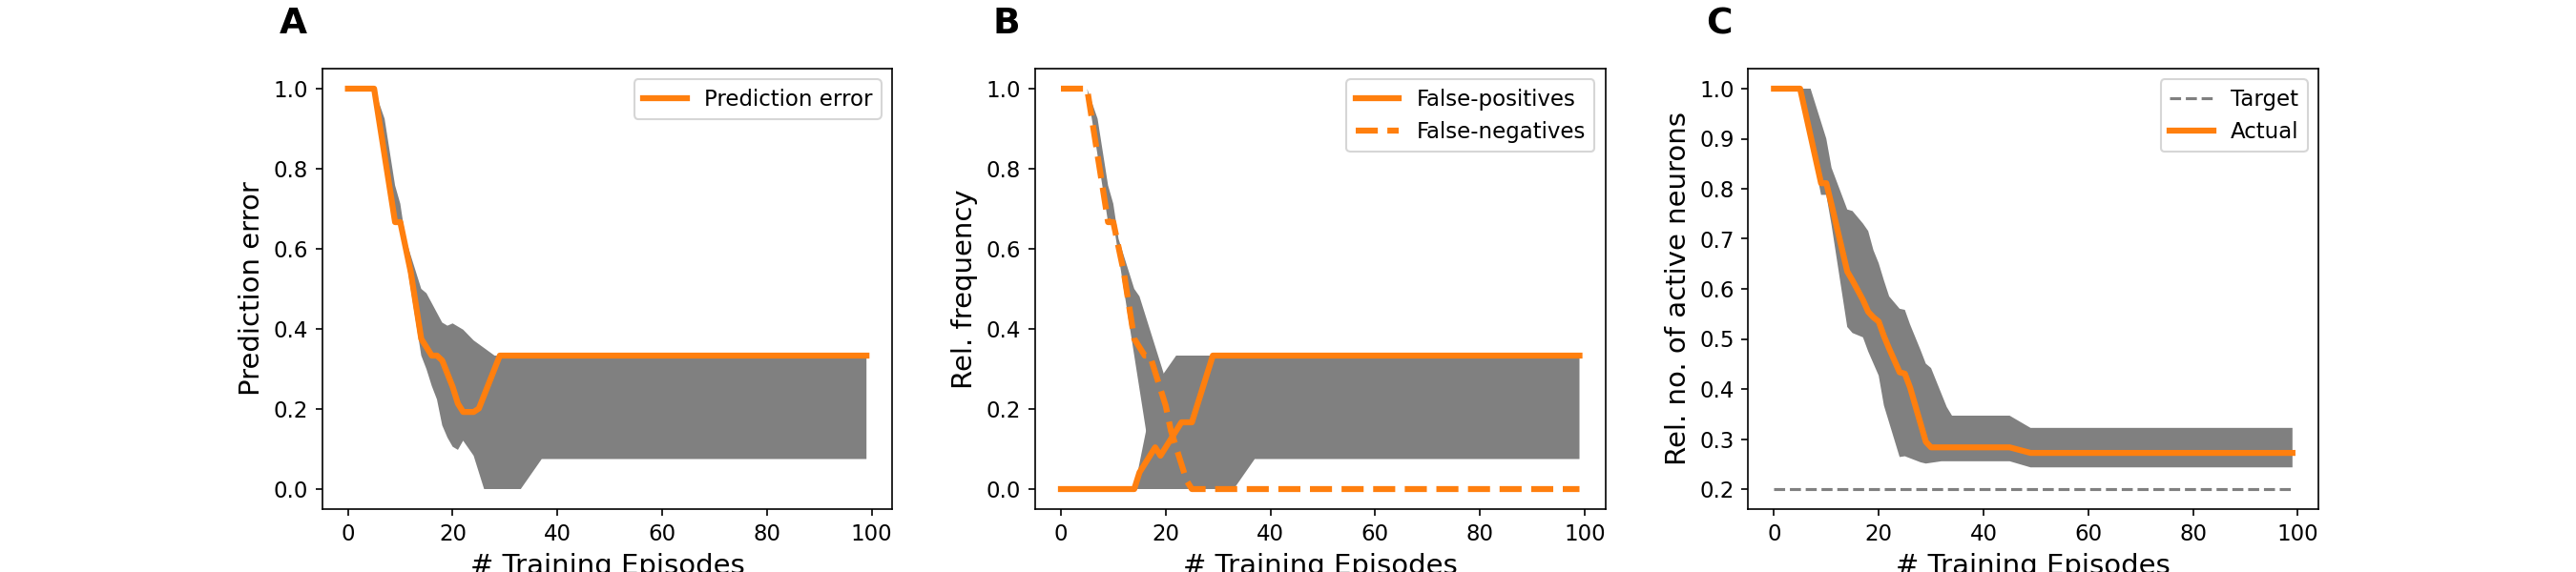 A
Prediction error
1.0
0.8
0.6
0.4
0.2
0.0
Prediction error
0 20 40 60 80 100
# Training Episodes
B
False-positives
False-negatives
1.0
0.8
0.6
0.4
0.2
0.0
Rel. frequency
0 20 40 60 80 100
# Training Episodes
C
Target
Actual
1.0
0.9
0.8
0.7
0.6
0.5
0.4
0.3
0.2
Rel. no. of active neurons
0 20 40 60 80 100
# Training Episodes